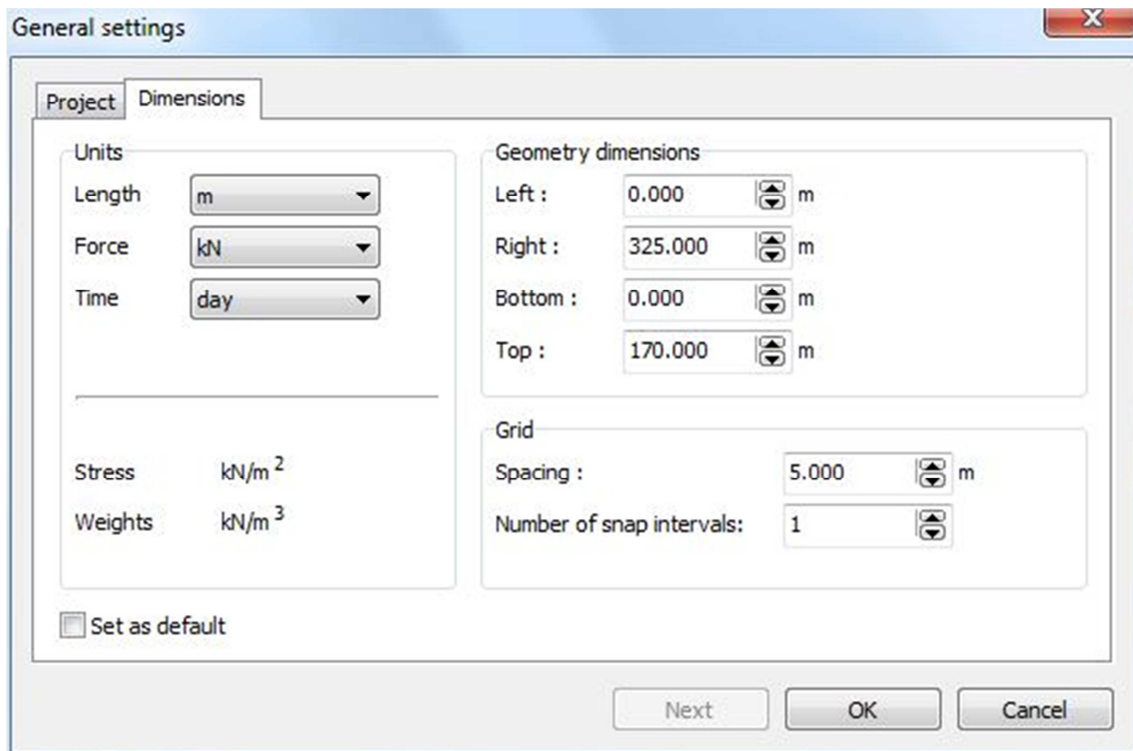 General settings
X
Project Dimensions
Units
Length m
Force kN
Time day
Stress kN/m 2
Weights kN/m 3
Geometry dimensions
Left : 0.000 m
Right : 325.000 m
Bottom : 0.000 m
Top : 170.000 m
Grid
Spacing : 5.000 m
Number of snap intervals: 1
Set as default
Next OK Cancel